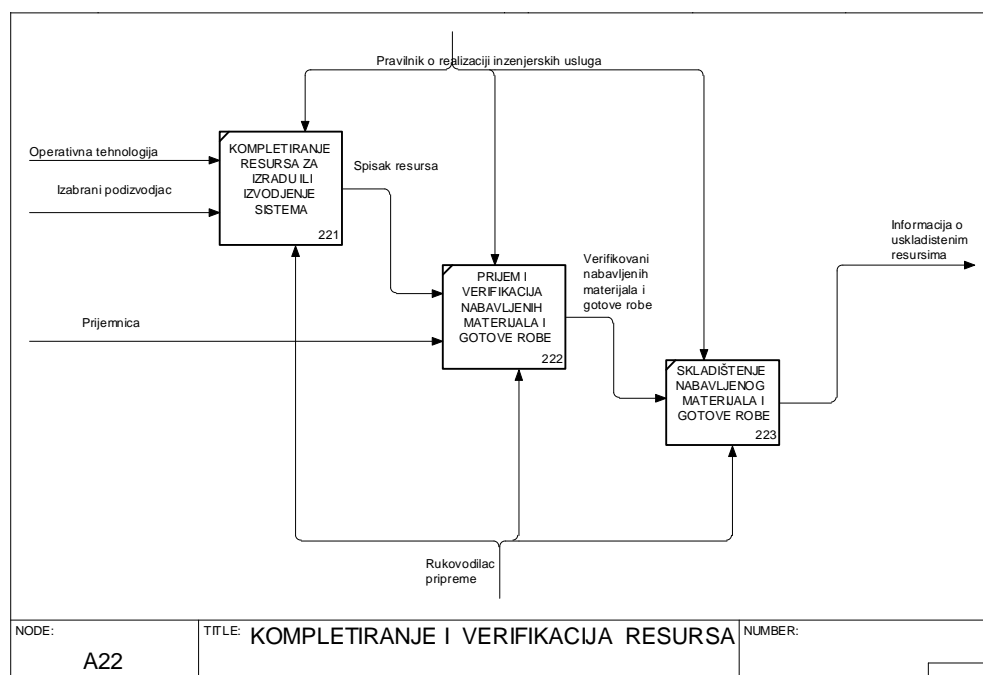 Pravilnik o realizaciji inzenjerskih usluga
Operativna tehnologija
Izabrani podizvodjac
KOMPLETIRANJE
RESURSA ZA
IZRADU ILI
IZVODJENJE
SISTEMA
221
Spisak resursa
Prijemnica
PRIJEM I
VERIFIKACIJA
NABAVLJENIH
MATERIJALA I
GOTOVE ROBE
222
Verifikovani
nabavljenih
materijala i
gotove robe
SKLADIŠTENJE
NABAVLJENOG
MATERIJALA I
GOTOVE ROBE
223
Informacija o
uskladistenim
resursima
Rukovodilac
pripreme
NODE:
A22
TITLE: KOMPLETIRANJE I VERIFIKACIJA RESURSA
NUMBER: